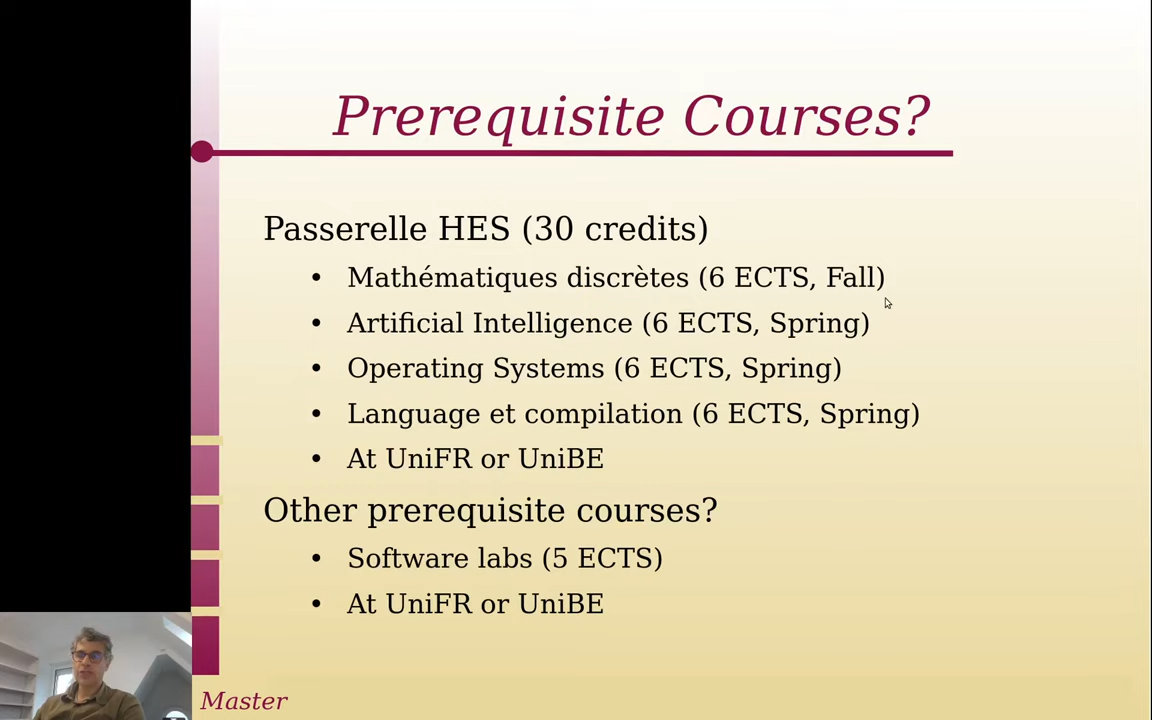 Prerequisite Courses?
Passerelle HES (30 credits)
• Mathématiques discrètes (6 ECTS, Fall)
• Artificial Intelligence (6 ECTS, Spring)
• Operating Systems (6 ECTS, Spring)
• Language et compilation (6 ECTS, Spring)
• At UniFR or UniBE
Other prerequisite courses?
• Software labs (5 ECTS)
• At UniFR or UniBE
Master